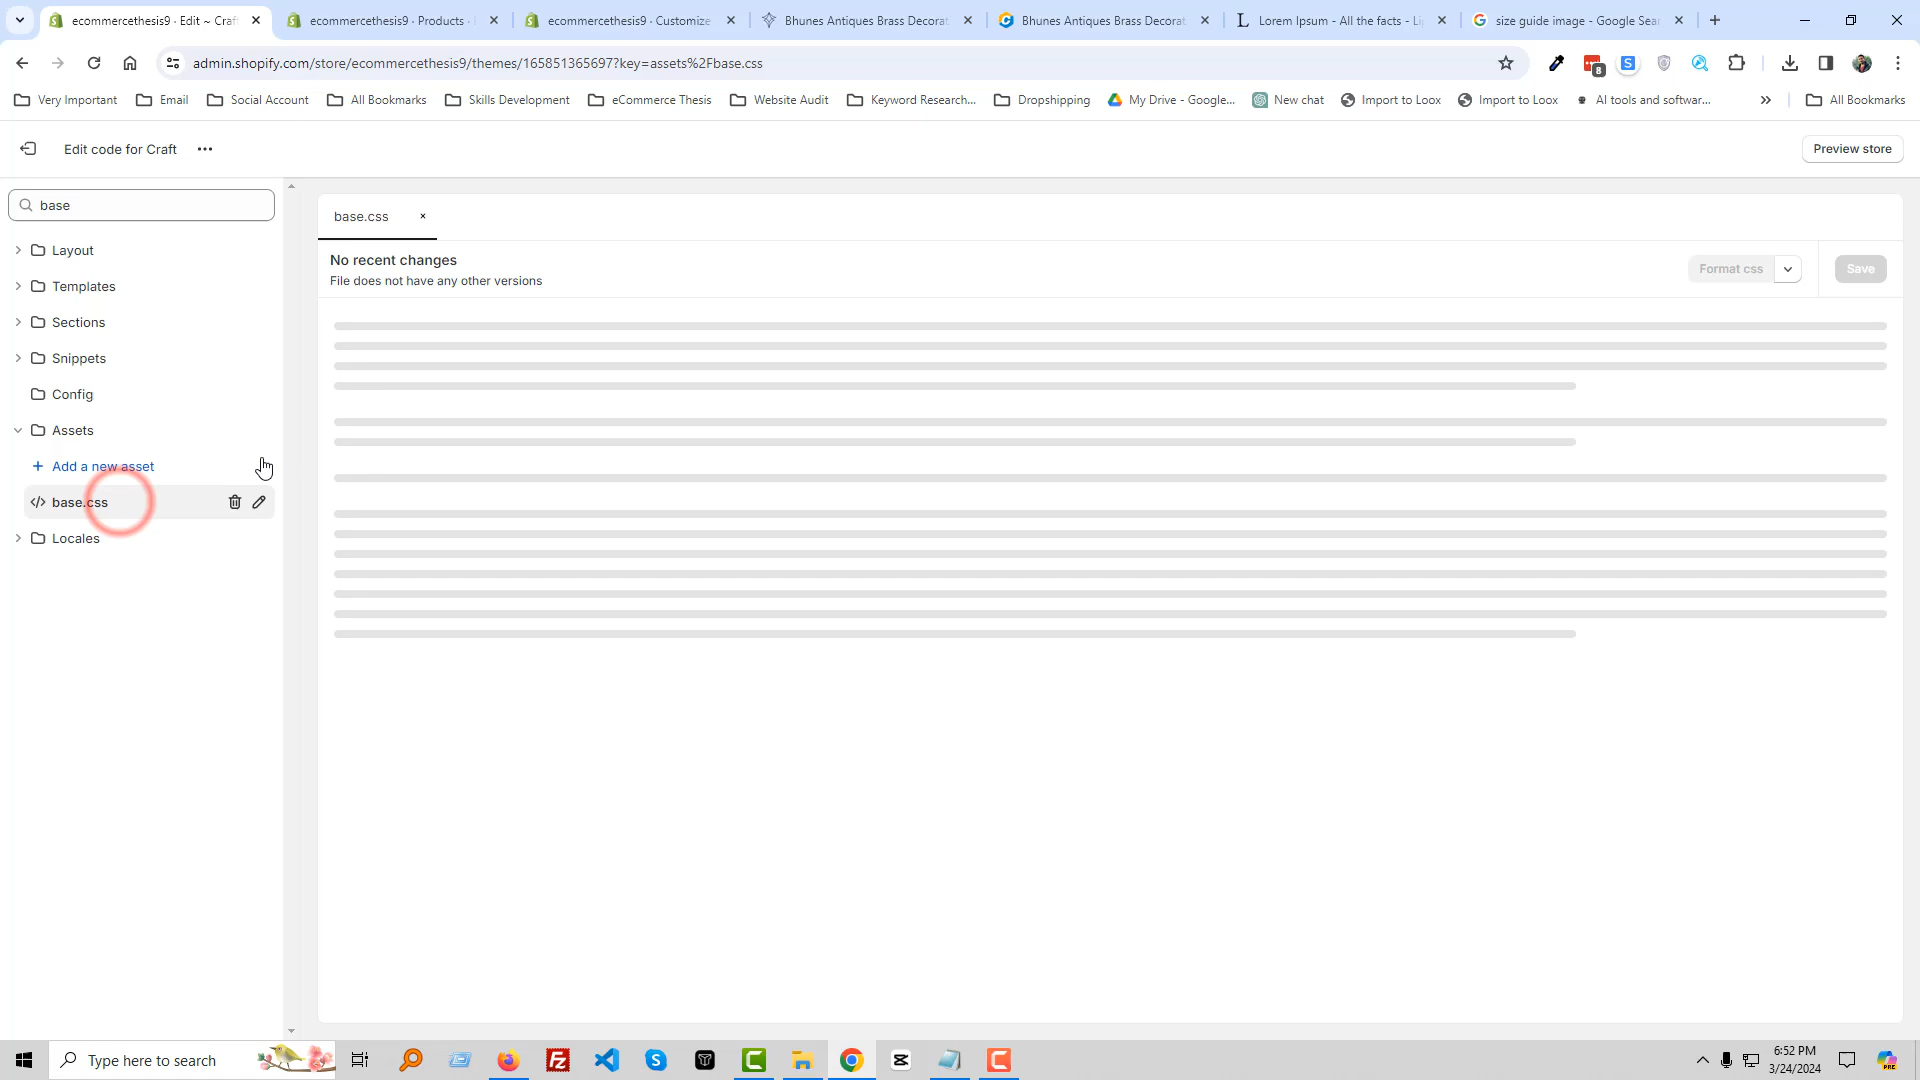 ecommercethesis9 · Edit ~ Craf
ecommercethesis9 · Products ·
ecommercethesis9 · Customize
Bhunes Antiques Brass Decorat
Bhunes Antiques Brass Decorat
Lorem Ipsum - All the facts - Li
size guide image - Google Sear
admin.shopify.com/store/ecommercethesis9/themes/165851365697?key=assets%2Fbase.css
8
Very Important
Email
Social Account
All Bookmarks
Skills Development
eCommerce Thesis
Website Audit
Keyword Research...
Dropshipping
My Drive - Google...
New chat
Import to Loox
Import to Loox
AI tools and softwar...
All Bookmarks
Edit code for Craft
Preview store
base
base.css
Layout
No recent changes
Format css
Save
File does not have any other versions
Templates
Sections
Snippets
Config
Assets
Add a new asset
base.css
Locales
Type here to search
6:52 PM
3/24/2024